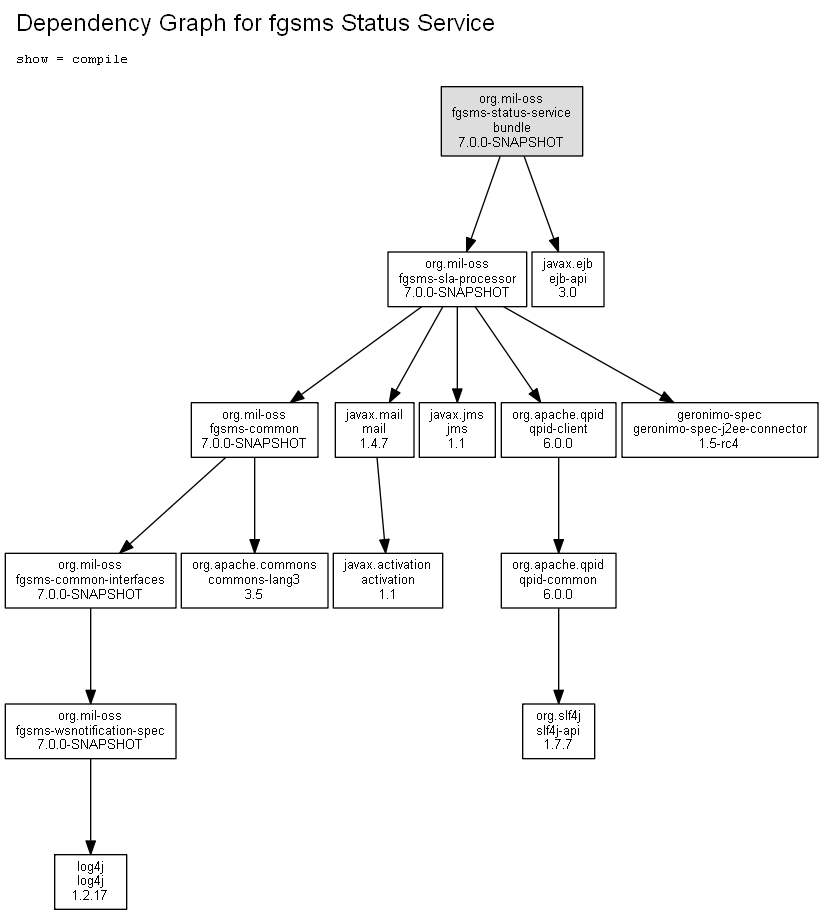 Dependency Graph for fgsms Status Service
show = compile
org.mil-oss
fgsms-status-service
bundle
7.0.0-SNAPSHOT
org.mil-oss
fgsms-sla-processor
7.0.0-SNAPSHOT
javax.ejb
ejb-api
3.0
org.mil-oss
fgsms-common
7.0.0-SNAPSHOT
javax.mail
mail
1.4.7
javax.jms
jms
1.1
org.apache.qpid
qpid-client
6.0.0
geronimo-spec
geronimo-spec-j2ee-connector
1.5-rc4
org.mil-oss
fgsms-common-interfaces
7.0.0-SNAPSHOT
org.apache.commons
commons-lang3
3.5
javax.activation
activation
1.1
org.apache.qpid
qpid-common
6.0.0
org.mil-oss
fgsms-wsnotification-spec
7.0.0-SNAPSHOT
org.slf4j
slf4j-api
1.7.7
log4j
log4j
1.2.17